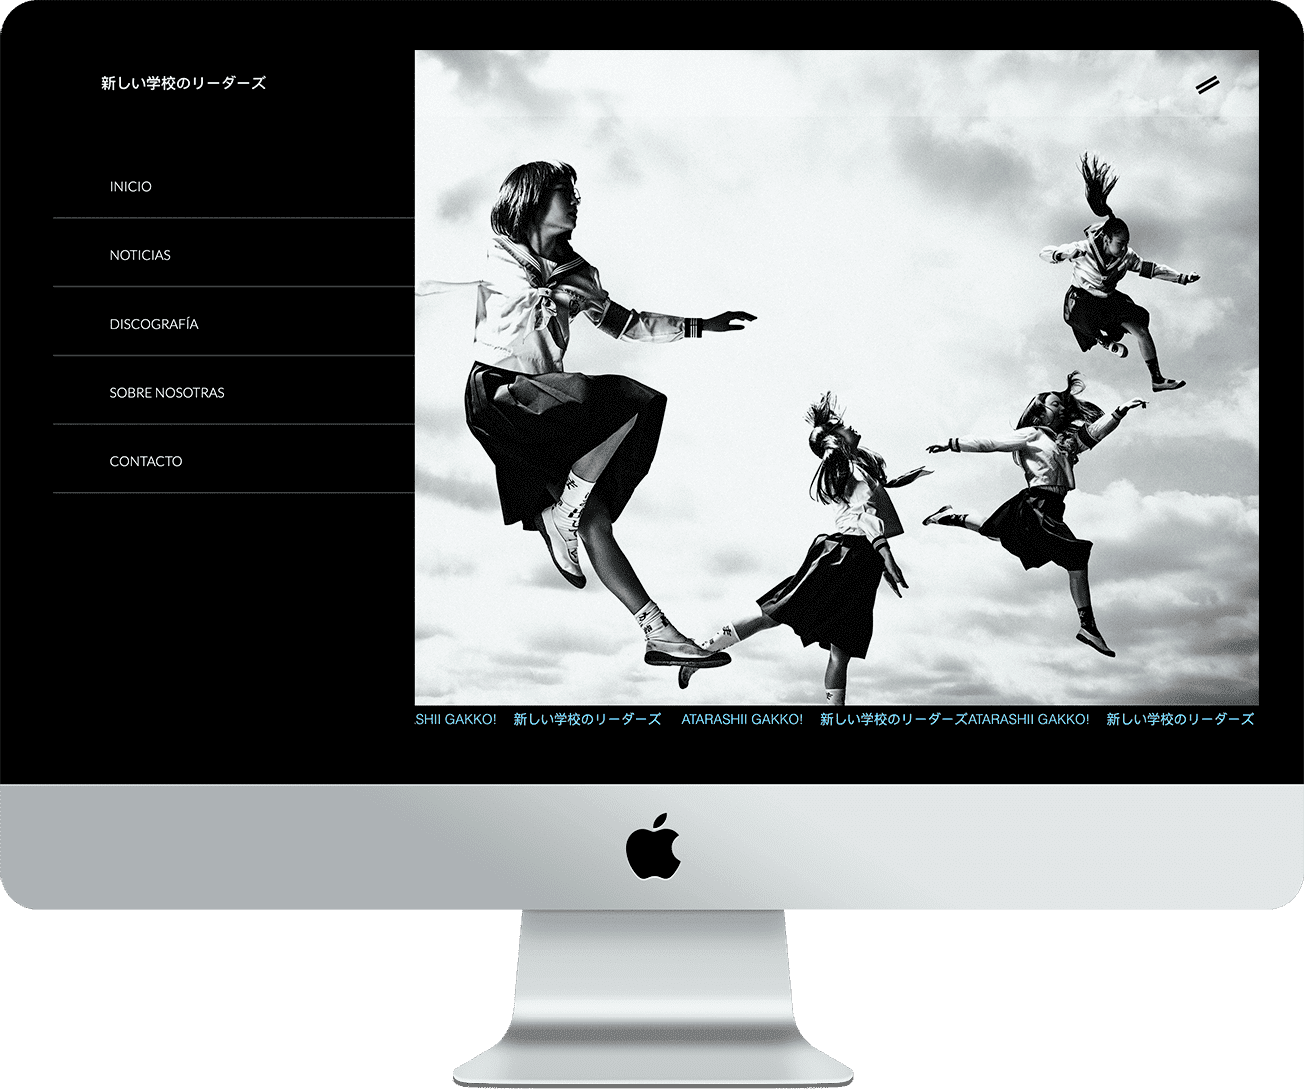 新しい学校のリーダーズ
INICIO
NOTICIAS
DISCOGRAFÍA
SOBRE NOSOTRAS
CONTACTO
SHII GAKKO! 新しい学校のリーダーズ ATARASHII GAKKO! 新しい学校のリーダーズATARASHII GAKKO! 新しい学校のリーダーズ